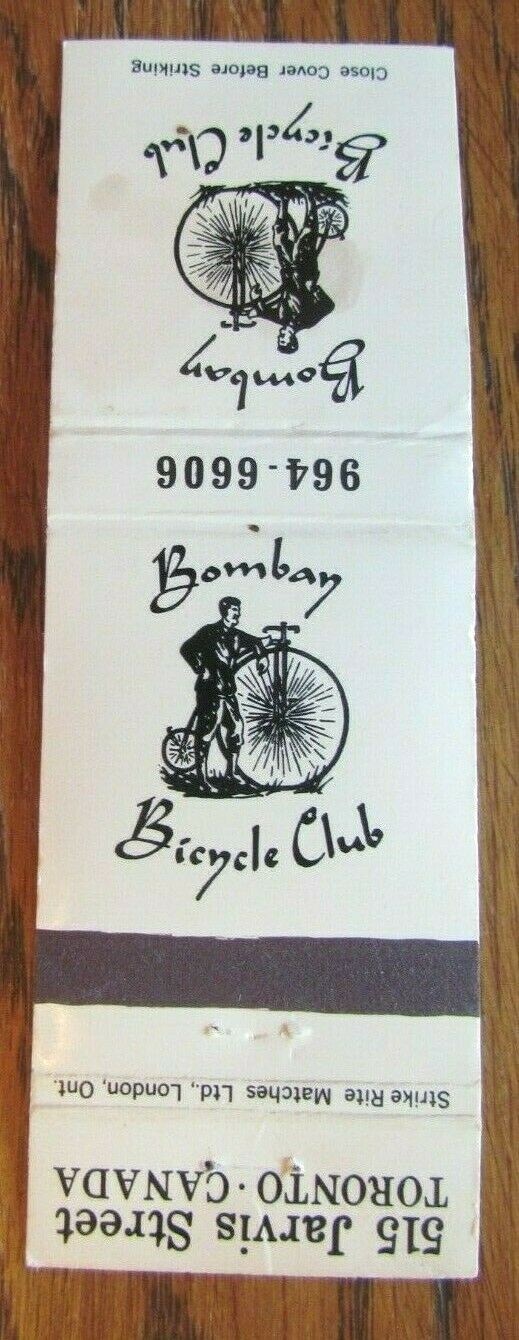 Close Cover Before Striking
Bombay
Bicycle Club
964-6606
Bombay
Bicycle Club
Strike Rite Matches Ltd., London, Ont.
515 Jarvis Street
TORONTO · CANADA